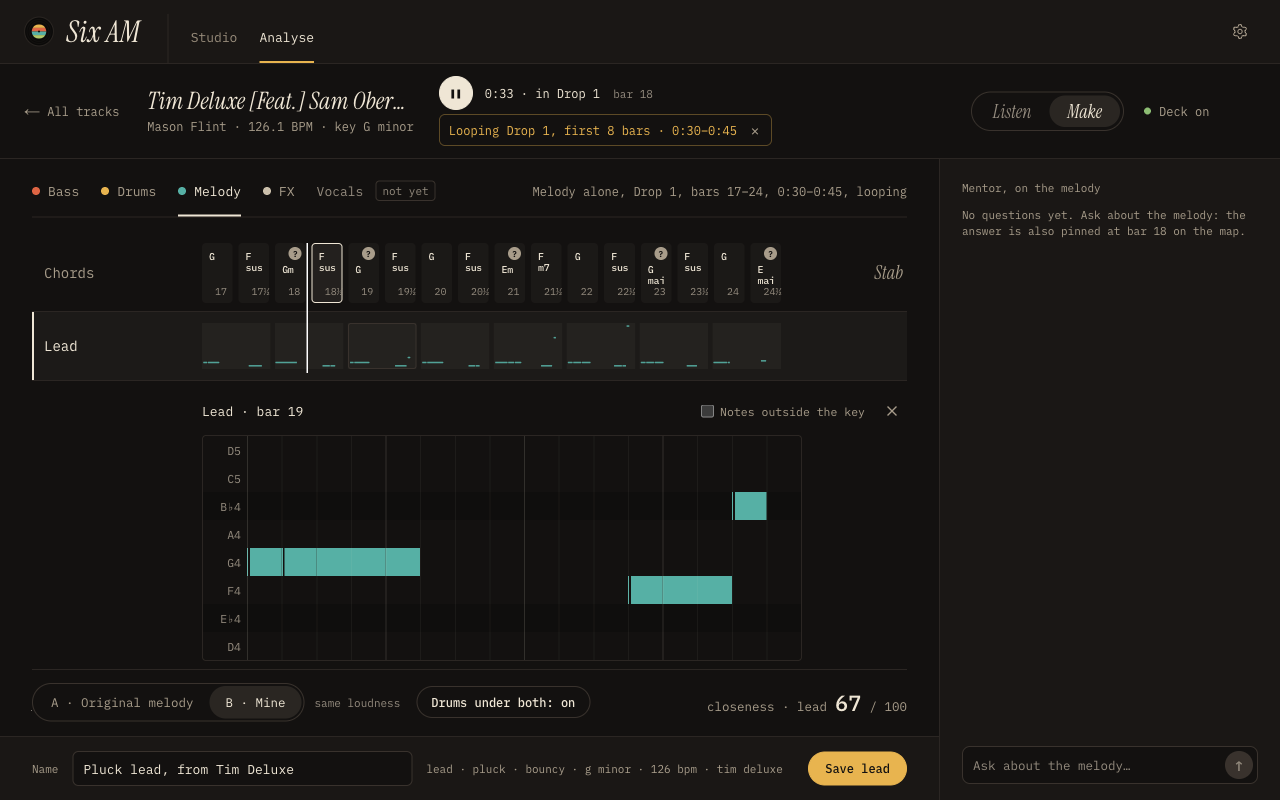 Six AM
Studio
Analyse
← All tracks
Tim Deluxe [Feat.] Sam Ober…
Mason Flint · 126.1 BPM · key G minor
0:33 · in Drop 1 bar 18
Looping Drop 1, first 8 bars · 0:30–0:45 ×
Listen
Make
Deck on
Bass
Drums
Melody
FX
Vocals
not yet
Melody alone, Drop 1, bars 17–24, 0:30–0:45, looping
Chords
G 17
F sus 17½
? Gm 18
F sus 18½
? G 19
F sus 19½
G 20
F sus 20½
? Em 21
F m7 21½
G 22
F sus 22½
? G maj 23
F sus 23½
G 24
? E maj 24½
Stab
Lead
Lead · bar 19
Notes outside the key
×
D5
C5
B♭4
A4
G4
F4
E♭4
D4
A · Original melody
B · Mine
same loudness
Drums under both: on
closeness · lead 67 / 100
Name
Pluck lead, from Tim Deluxe
lead · pluck · bouncy · g minor · 126 bpm · tim deluxe
Save lead
Mentor, on the melody
No questions yet. Ask about the melody: the
answer is also pinned at bar 18 on the map.
Ask about the melody…
↑